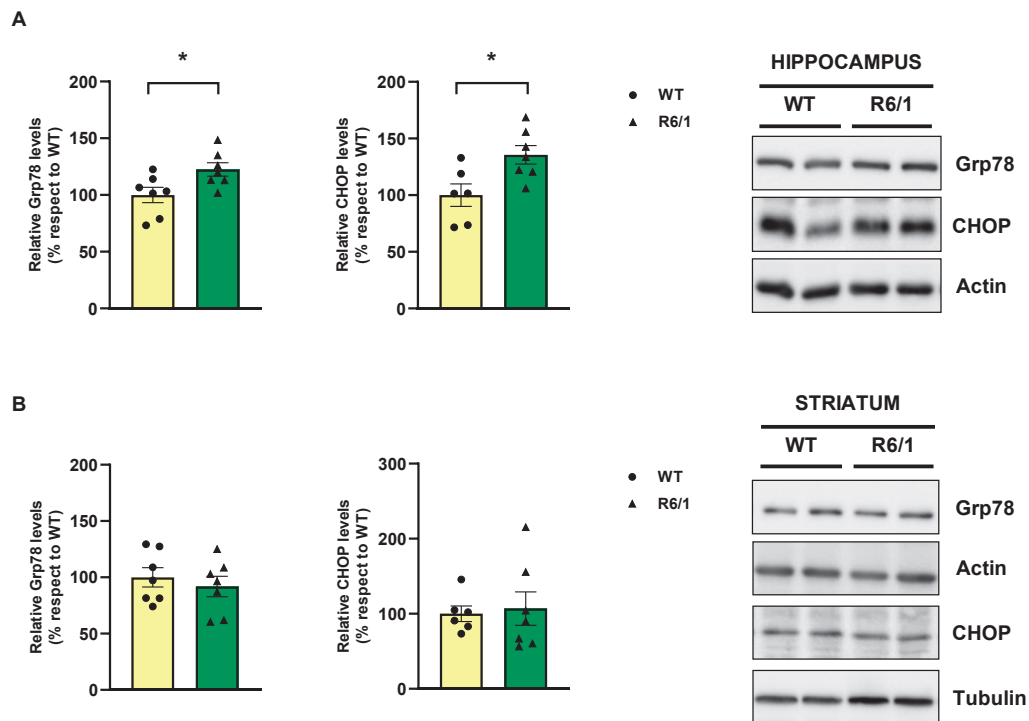 A
Relative Grp78 levels
(% respect to WT)
200
150
100
50
0
*
Relative CHOP levels
(% respect to WT)
200
150
100
50
0
*
WT
R6/1
HIPPOCAMPUS
WT R6/1
Grp78
CHOP
Actin
B
Relative Grp78 levels
(% respect to WT)
200
150
100
50
0
Relative CHOP levels
(% respect to WT)
300
200
100
0
WT
R6/1
STRIATUM
WT R6/1
Grp78
Actin
CHOP
Tubulin